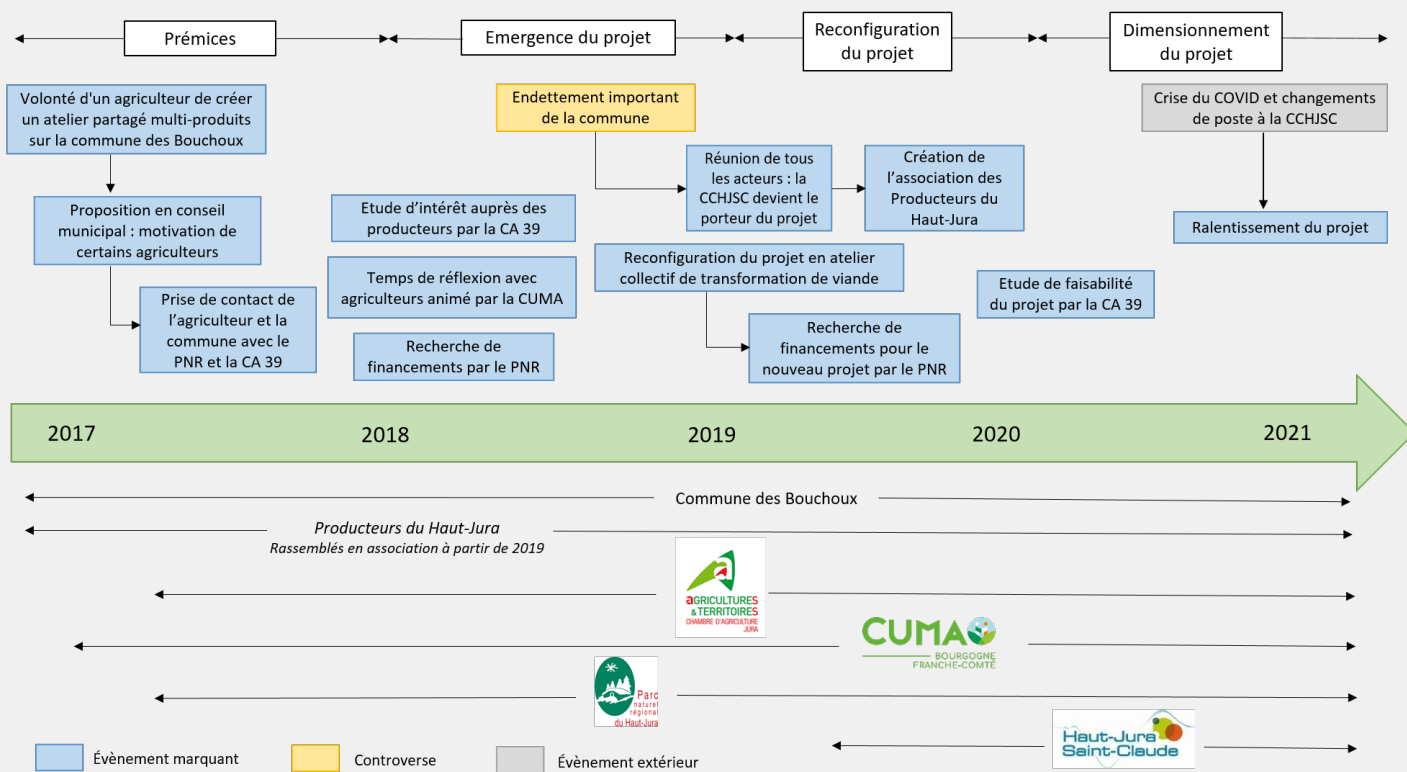 Prémices
Emergence du projet
Reconfiguration
du projet
Dimensionnement
du projet
Volonté d'un agriculteur de créer
un atelier partagé multi-produits
sur la commune des Bouchoux
Proposition en conseil
municipal : motivation de
certains agriculteurs
Prise de contact de
l'agriculteur et la
commune avec le
PNR et la CA 39
Etude d'intérêt auprès des
producteurs par la CA 39
Temps de réflexion avec
agriculteurs animé par la CUMA
Recherche de
financements par le PNR
Endettement important
de la commune
Réunion de tous
les acteurs : la
CCHJSC devient le
porteur du projet
Création de
l'association des
Producteurs du
Haut-Jura
Reconfiguration du projet en atelier
collectif de transformation de viande
Recherche de
financements pour le
nouveau projet par le PNR
Etude de faisabilité
du projet par la CA 39
Crise du COVID et changements
de poste à la CCHJSC
Ralentissement du projet
2017
2018
2019
2020
2021
Commune des Bouchoux
Producteurs du Haut-Jura
Rassemblés en association à partir de 2019
aGRICULTURES
& TERRITOIRES
CHAMBRE D'AGRICULTURE
JURA
CUMA
BOURGOGNE
FRANCHE-COMTÉ
Parc
naturel
régional
du Haut-Jura
Haut-Jura
Saint-Claude
Évènement marquant
Controverse
Évènement extérieur